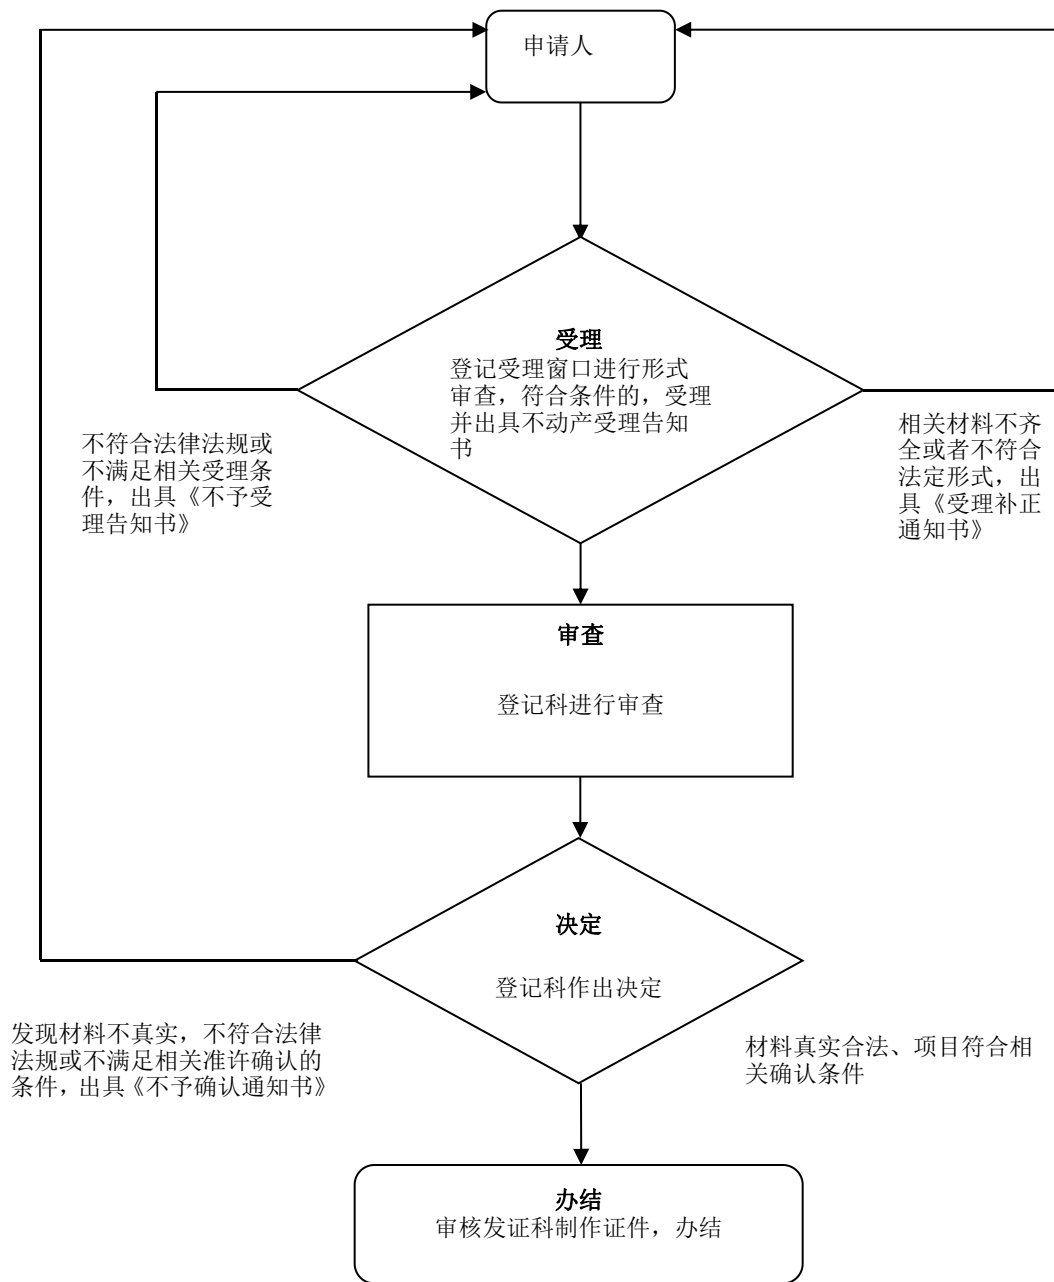 申请人
受理
登记受理窗口进行形式
审查，符合条件的，受理
并出具不动产受理告知
书
不符合法律法规或
不满足相关受理条
件，出具《不予受
理告知书》
相关材料不齐
全或者不符合
法定形式，出
具《受理补正
通知书》
审查
登记科进行审查
决定
登记科作出决定
发现材料不真实，不符合法律
法规或不满足相关准许确认的
条件，出具《不予确认通知书》
材料真实合法、项目符合相
关确认条件
办结
审核发证科制作证件，办结